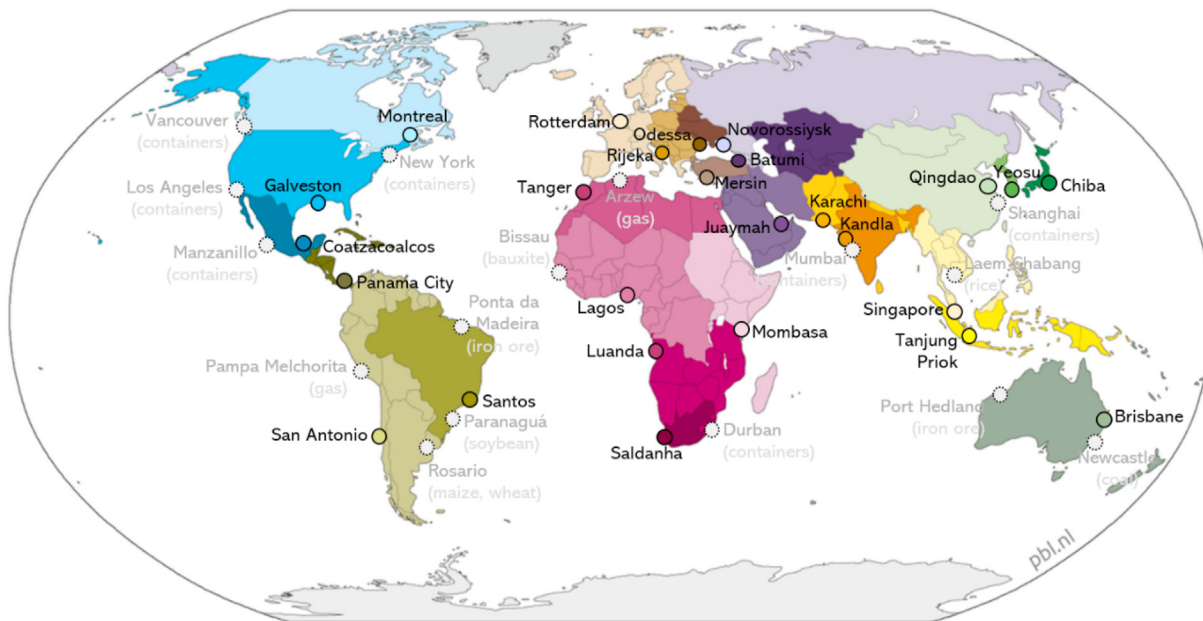 Montreal
Vancouver
(containers)
New York
(containers)
Los Angeles
(containers)
Galveston
Manzanillo
(containers)
Coatzacoalcos
Panama City
Ponta da
Madeira
(iron ore)
Pampa Melchorita
(gas)
Santos
Paranaguá
(soybean)
San Antonio
Rosario
(maize, wheat)
Rotterdam
Odessa
Novorossiysk
Rijeka
Batumi
Mersin
Tanger
Arzew
(gas)
Bissau
(bauxite)
Lagos
Luanda
Mombasa
Saldanha
Durban
(containers)
Juaymah
Karachi
Kandla
Mumbai
(containers)
Qingdao
Yeosu
Chiba
Shanghai
(containers)
Laem Chabang
(rice)
Singapore
Tanjung
Priok
Port Hedland
(iron ore)
Brisbane
Newcastle
(coal)
pbl.nl